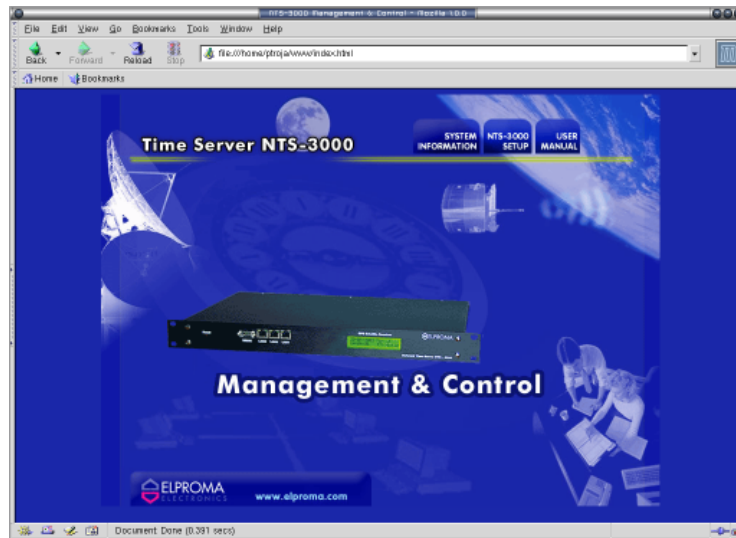 NTS-3000 Management & Control - Mozilla 1.0.0
File Edit View Go Bookmarks Tools Window Help
Back Forward Reload Stop file:///home/ptroja/www/index.html
Home Bookmarks
Time Server NTS-3000
SYSTEM INFORMATION
NTS-3000 SETUP
USER MANUAL
ELPROMA
Management & Control
ELPROMA
ELECTRONICS
www.elproma.com
Document: Done (0.391 secs)